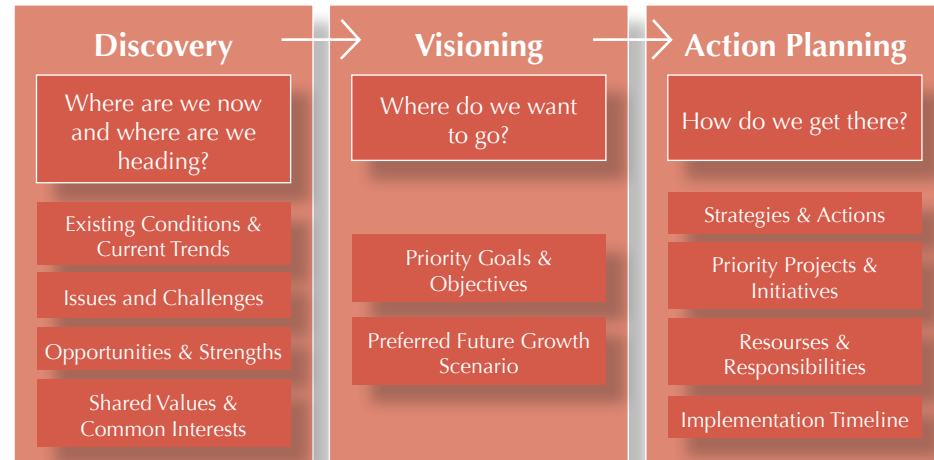 Discovery
Where are we now
and where are we
heading?
Existing Conditions &
Current Trends
Issues and Challenges
Opportunities & Strengths
Shared Values &
Common Interests
Visioning
Where do we want
to go?
Priority Goals &
Objectives
Preferred Future Growth
Scenario
Action Planning
How do we get there?
Strategies & Actions
Priority Projects &
Initiatives
Resourses &
Responsibilities
Implementation Timeline